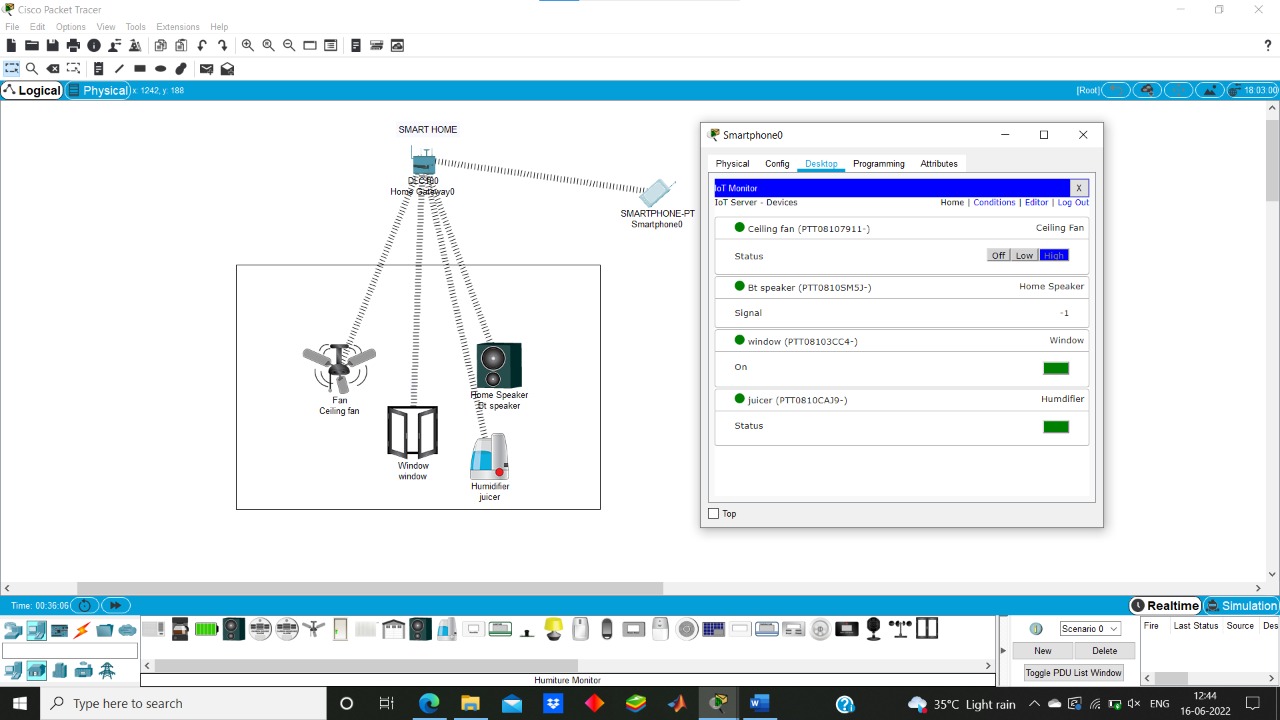 Cisco Packet Tracer
File Edit Options View Tools Extensions Help
?
Logical Physical x: 1242, y: 188 [Root] 18:03:00
SMART HOME
Home Gateway0
SMARTPHONE-PT
Smartphone0
Fan
Ceiling fan
Home Speaker
Bt speaker
Window
window
Humidifier
juicer
Smartphone0
Physical Config Desktop Programming Attributes
IoT Monitor X
IoT Server - Devices Home | Conditions | Editor | Log Out
Ceiling fan (PTT08107911-) Ceiling Fan
Status Off Low High
Bt speaker (PTT0810SM5J-) Home Speaker
Signal -1
window (PTT08103CC4-) Window
On
juicer (PTT0810CAJ9-) Humdifier
Status
Top
Time: 00:36:06 Realtime Simulation
Scenario 0 Fire Last Status Source Des
New Delete
Toggle PDU List Window
Humiture Monitor
Type here to search
35°C Light rain ENG 12:44
16-06-2022